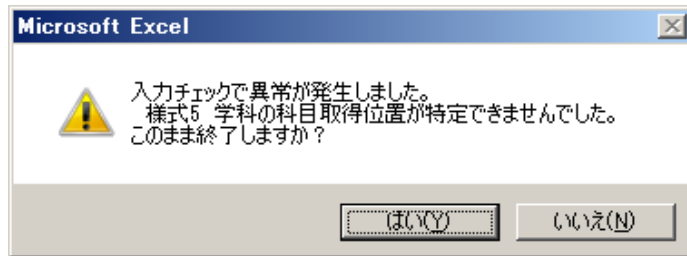 Microsoft Excel
入力チェックで異常が発生しました。
様式5 学科の科目取得位置が特定できませんでした。
このまま終了しますか？
はい(Y)
いいえ(N)